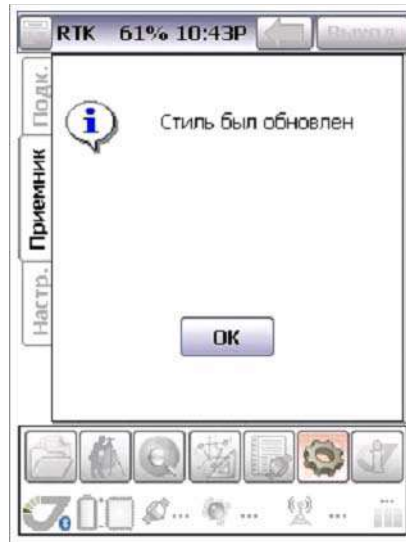 RTK 61% 10:43P Выход
Подк.
Приемник
Настр.
Стиль был обновлен
OK
... ... ...